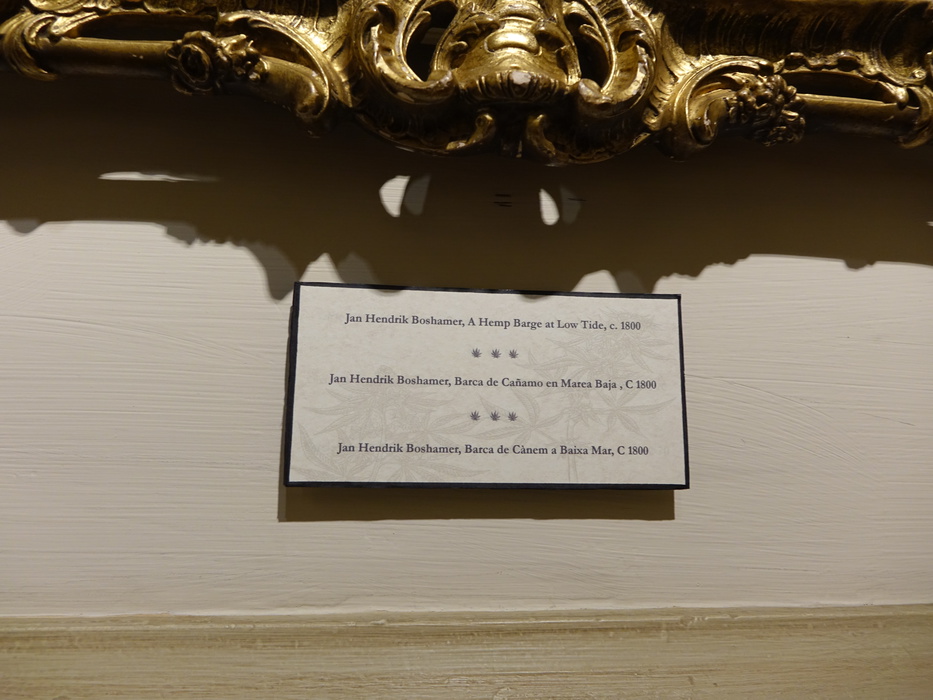 Jan Hendrik Boshamer, A Hemp Barge at Low Tide, c. 1800
Jan Hendrik Boshamer, Barca de Cañamo en Marea Baja , C 1800
Jan Hendrik Boshamer, Barca de Cànem a Baixa Mar, C 1800